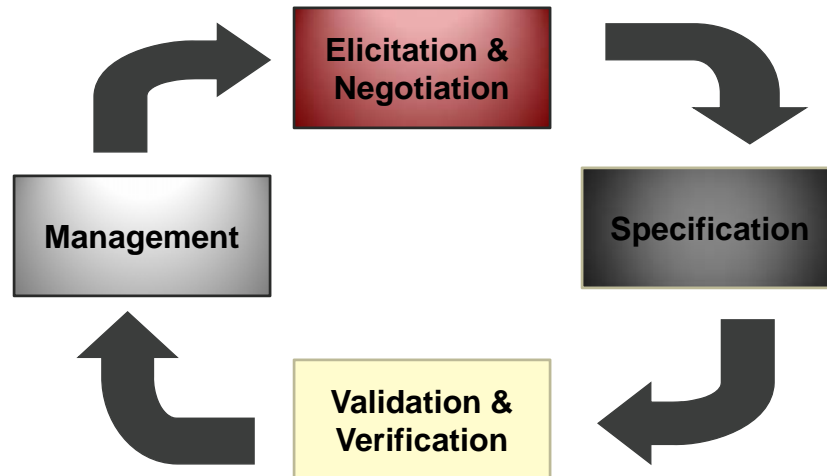 Elicitation &
Negotiation
Management
Specification
Validation &
Verification